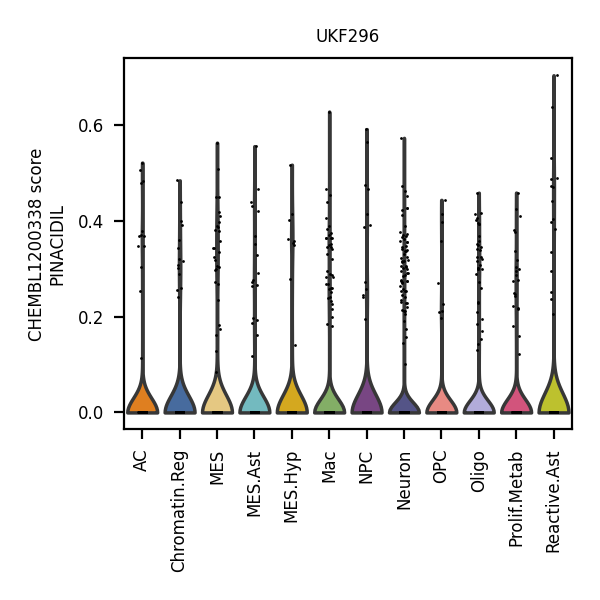 UKF296
CHEMBL1200338 score
PINACIDIL
0.6
0.4
0.2
0.0
AC
Chromatin.Reg
MES
MES.Ast
MES.Hyp
Mac
NPC
Neuron
OPC
Oligo
Prolif.Metab
Reactive.Ast